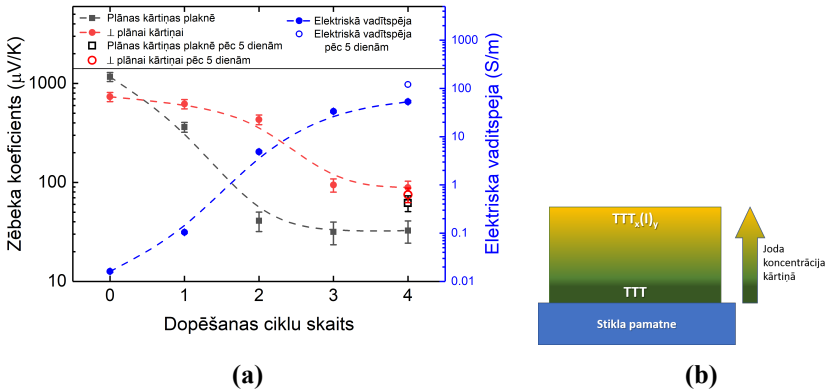 (a)
Plānas kārtiņas plaknē
⊥ plānai kārtiņai
Plānas kārtiņas plaknē pēc 5 dienām
⊥ plānai kārtiņai pēc 5 dienām
Elektriskā vadītspēja
Elektriskā vadītspēja
pēc 5 dienām
Zēbeka koeficients (μV/K)
1000
100
10
Elektriska vaditspeja (S/m)
1000
100
10
1
0.1
0.01
0 1 2 3 4
Dopēšanas ciklu skaits
(a)
TTTx(I)y
TTT
Stikla pamatne
Joda
koncentrācija
kārtiņā
(b)